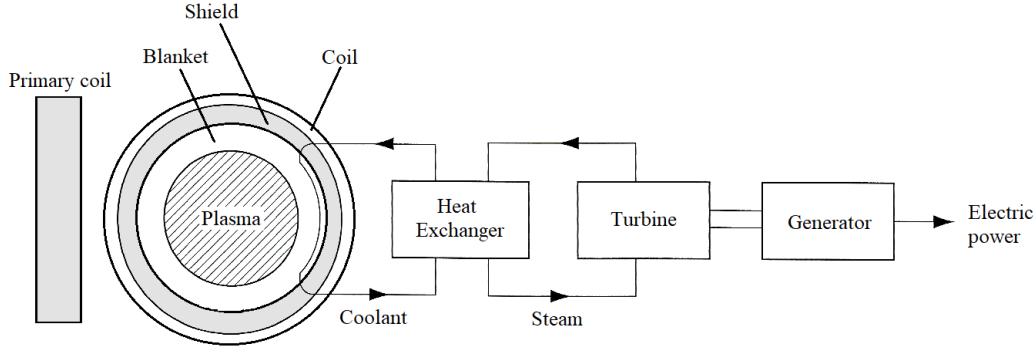 Shield
Blanket
Coil
Primary coil
Plasma
Heat
Exchanger
Turbine
Generator
Electric
power
Coolant
Steam